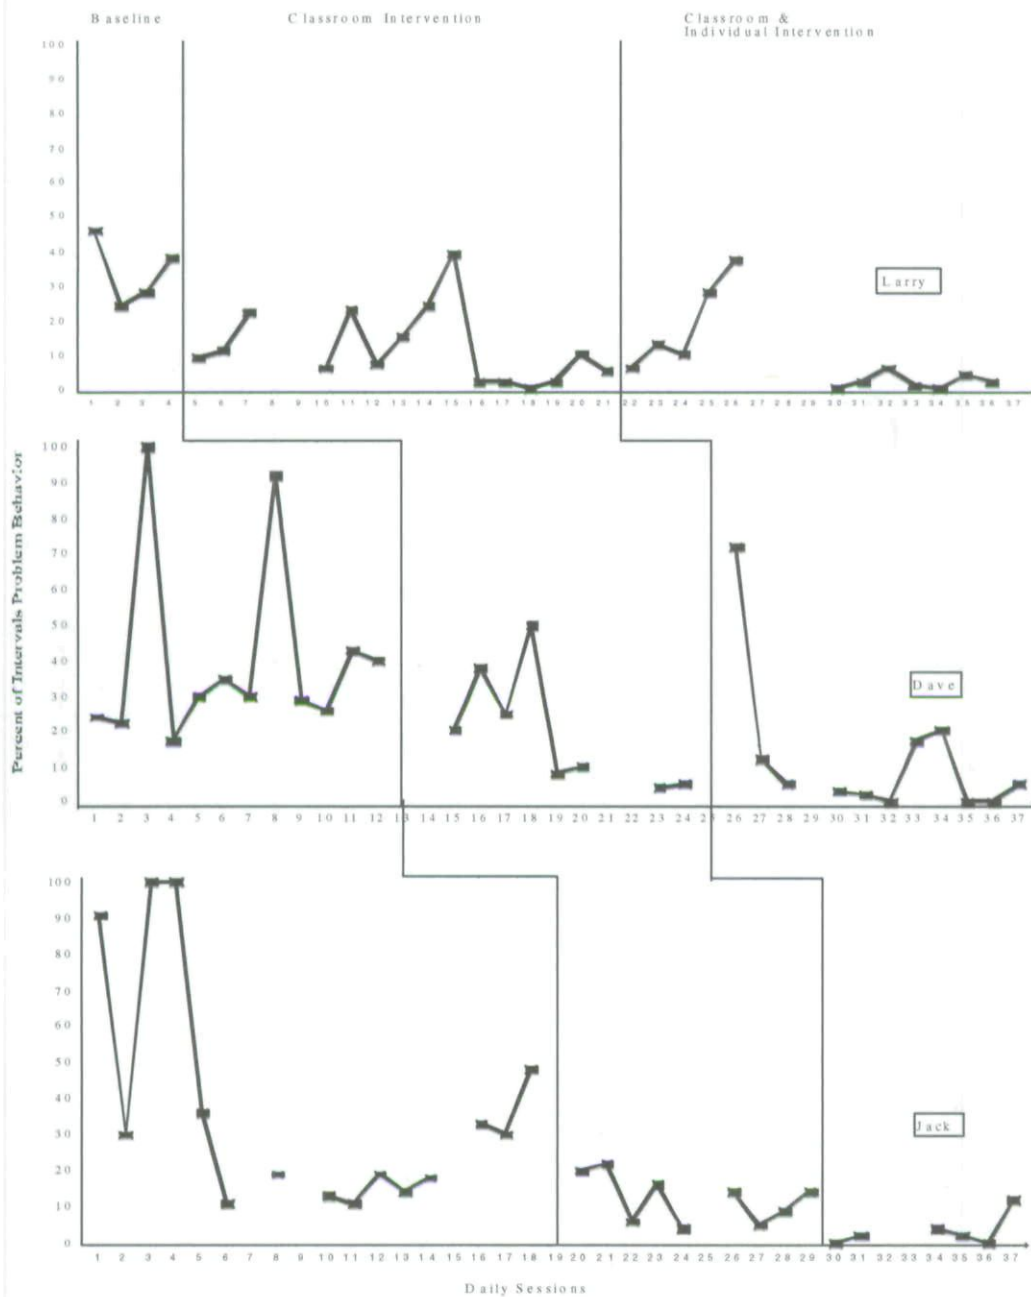 Baseline
Classroom Intervention
Classroom &
Individual Intervention
100
90
80
70
60
50
40
30
20
10
0
Larry
1 2 3 4 5 6 7 8 9 10 11 12 13 14 15 16 17 18 19 20 21 22 23 24 25 26 27 28 29 30 31 32 33 34 35 36 37
Percent of Intervals Problem Behavior
100
90
80
70
60
50
40
30
20
10
0
Dave
1 2 3 4 5 6 7 8 9 10 11 12 13 14 15 16 17 18 19 20 21 22 23 24 25 26 27 28 29 30 31 32 33 34 35 36 37
100
90
80
70
60
50
40
30
20
10
0
Jack
1 2 3 4 5 6 7 8 9 10 11 12 13 14 15 16 17 18 19 20 21 22 23 24 25 26 27 28 29 30 31 32 33 34 35 36 37
Daily Sessions